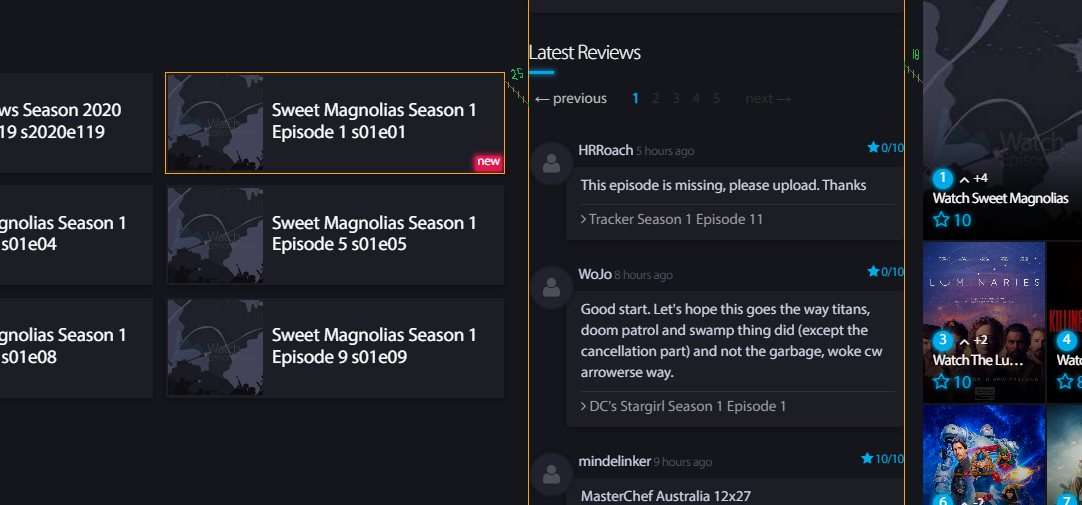 ws Season 2020
19 s2020e119
Sweet Magnolias Season 1
Episode 1 s01e01
new
gnolias Season 1
s01e04
Sweet Magnolias Season 1
Episode 5 s01e05
gnolias Season 1
s01e08
Sweet Magnolias Season 1
Episode 9 s01e09
25
Latest Reviews
← previous 1 2 3 4 5 next →
HRRoach 5 hours ago 0/10
This episode is missing, please upload. Thanks
> Tracker Season 1 Episode 11
WoJo 8 hours ago 0/10
Good start. Let's hope this goes the way titans,
doom patrol and swamp thing did (except the
cancellation part) and not the garbage, woke cw
arrowerse way.
> DC's Stargirl Season 1 Episode 1
mindelinker 9 hours ago 10/10
MasterChef Australia 12x27
18
Watch
Episodes
1 +4
Watch Sweet Magnolias
10
LUMINARIES
3 +2
Watch The Lu...
10
KILLIN
4
Watc
8
6 -2
7